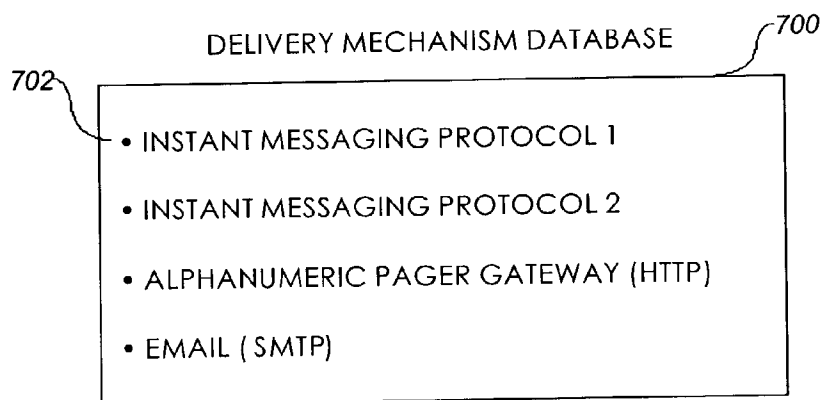 DELIVERY MECHANISM DATABASE
700
702
• INSTANT MESSAGING PROTOCOL 1
• INSTANT MESSAGING PROTOCOL 2
• ALPHANUMERIC PAGER GATEWAY (HTTP)
• EMAIL ( SMTP)